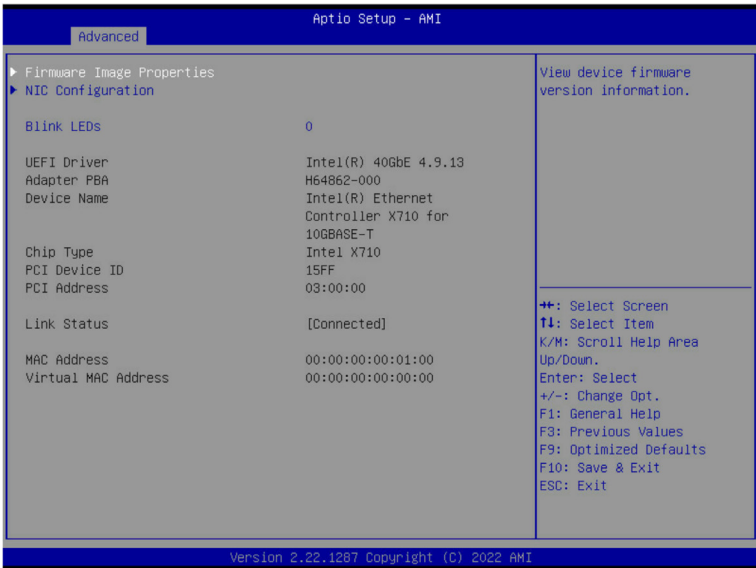 Aptio Setup – AMI
Advanced
Firmware Image Properties
NIC Configuration
Blink LEDs 0
UEFI Driver Intel(R) 40GbE 4.9.13
Adapter PBA H64862-000
Device Name Intel(R) Ethernet
Controller X710 for
10GBASE-T
Chip Type Intel X710
PCI Device ID 15FF
PCI Address 03:00:00
Link Status [Connected]
MAC Address 00:00:00:00:01:00
Virtual MAC Address 00:00:00:00:00:00
View device firmware
version information.
→←: Select Screen
↑↓: Select Item
K/M: Scroll Help Area
Up/Down.
Enter: Select
+/-: Change Opt.
F1: General Help
F3: Previous Values
F9: Optimized Defaults
F10: Save & Exit
ESC: Exit
Version 2.22.1287 Copyright (C) 2022 AMI